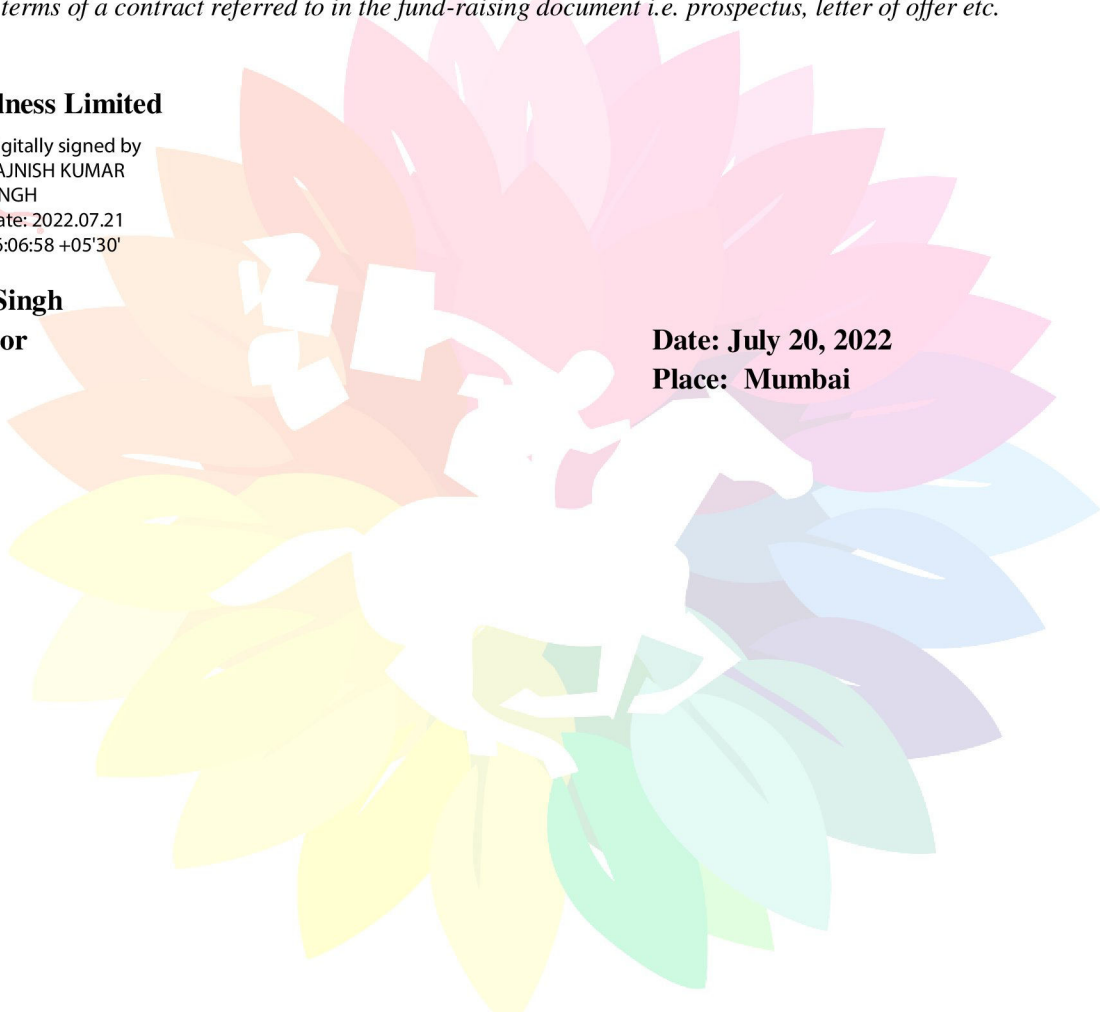 terms of a contract referred to in the fund-raising document i.e. prospectus, letter of offer etc.
lness Limited
gitally signed by
AJNISH KUMAR
NGH
ate: 2022.07.21
6:06:58 +05'30'
Singh
or
Date: July 20, 2022
Place: Mumbai